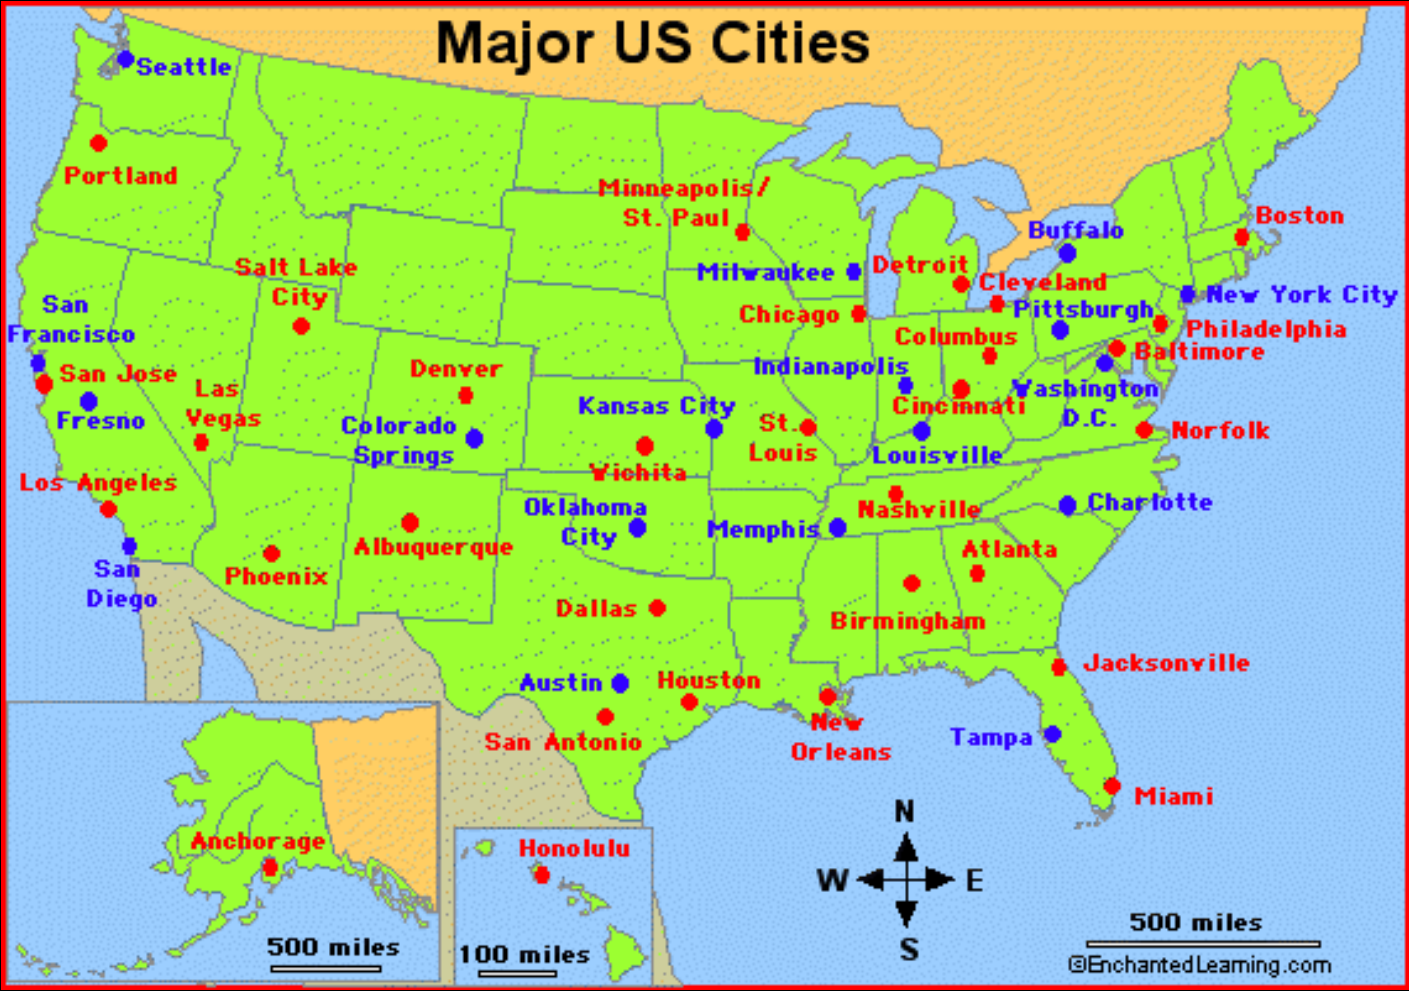 Major US Cities
Seattle
Portland
Minneapolis/
St. Paul
Boston
Buffalo
Salt Lake
City
Milwaukee
Detroit
Cleveland
San
Francisco
New York City
Pittsburgh
Chicago
Philadelphia
Columbus
Baltimore
San Jose
Denver
Indianapolis
Las
Vegas
Washington
D.C.
Fresno
Kansas City
Cincinnati
Colorado
Springs
St.
Louis
Norfolk
Louisville
Wichita
Los Angeles
Oklahoma
City
Nashville
Charlotte
Memphis
Albuquerque
Atlanta
San
Diego
Phoenix
Dallas
Birmingham
Jacksonville
Austin
Houston
New
Orleans
San Antonio
Tampa
Miami
N
W
E
S
Anchorage
500 miles
Honolulu
100 miles
500 miles
©EnchantedLearning.com